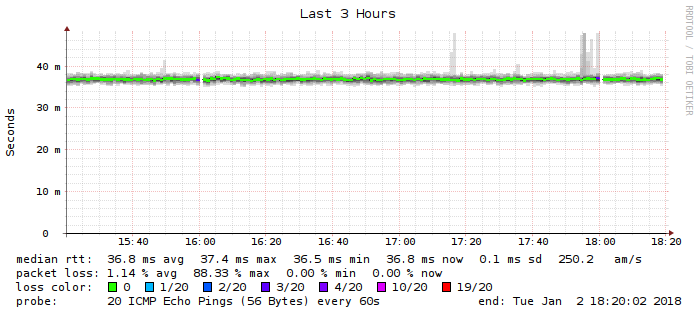 Last 3 Hours
RRDTOOL / TOBI OETIKER
Seconds
40 m
30 m
20 m
10 m
0
15:40 16:00 16:20 16:40 17:00 17:20 17:40 18:00 18:20
median rtt: 36.8 ms avg 37.4 ms max 36.5 ms min 36.8 ms now 0.1 ms sd 250.2 am/s
packet loss: 1.14 % avg 88.33 % max 0.00 % min 0.00 % now
loss color: 0 1/20 2/20 3/20 4/20 10/20 19/20
probe: 20 ICMP Echo Pings (56 Bytes) every 60s end: Tue Jan 2 18:20:02 2018